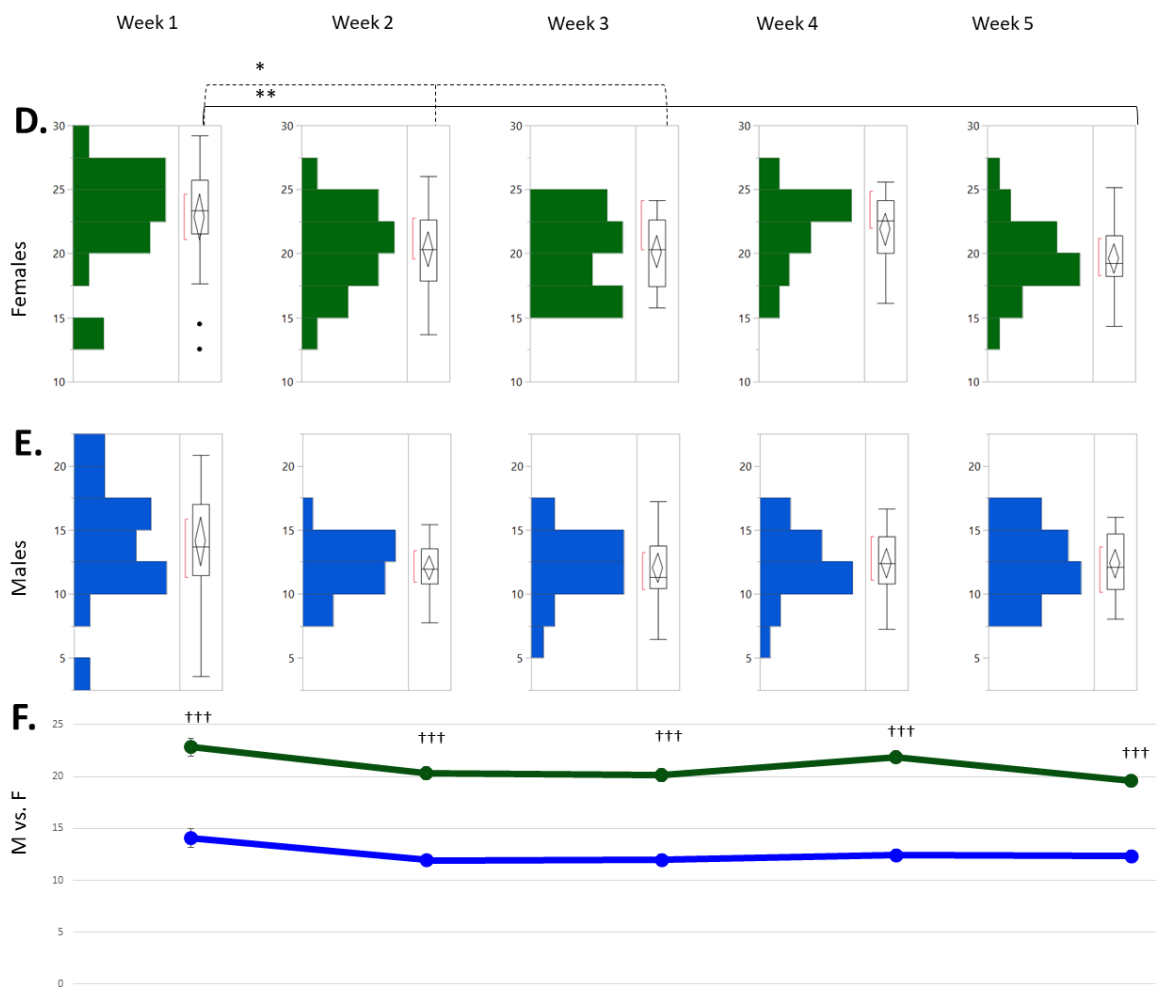 Week 1 Week 2 Week 3 Week 4 Week 5
*
**
D.
30 30 30 30 30
25 25 25 25 25
20 20 20 20 20
15 15 15 15 15
10 10 10 10 10
Females
E.
20 20 20 20 20
15 15 15 15 15
10 10 10 10 10
5 5 5 5 5
Males
F.
††† ††† ††† ††† †††
25
20
15
10
5
0
M vs. F